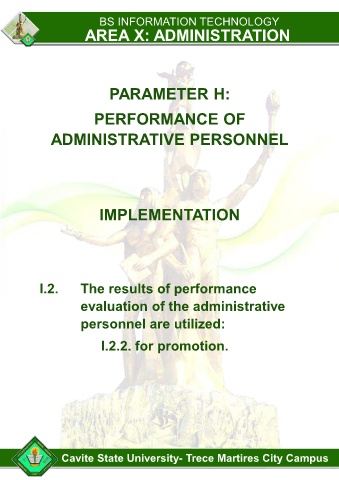 BS INFORMATION TECHNOLOGY
AREA X: ADMINISTRATION
PARAMETER H:
PERFORMANCE OF
ADMINISTRATIVE PERSONNEL
IMPLEMENTATION
I.2. The results of performance
evaluation of the administrative
personnel are utilized:
I.2.2. for promotion.
Cavite State University- Trece Martires City Campus